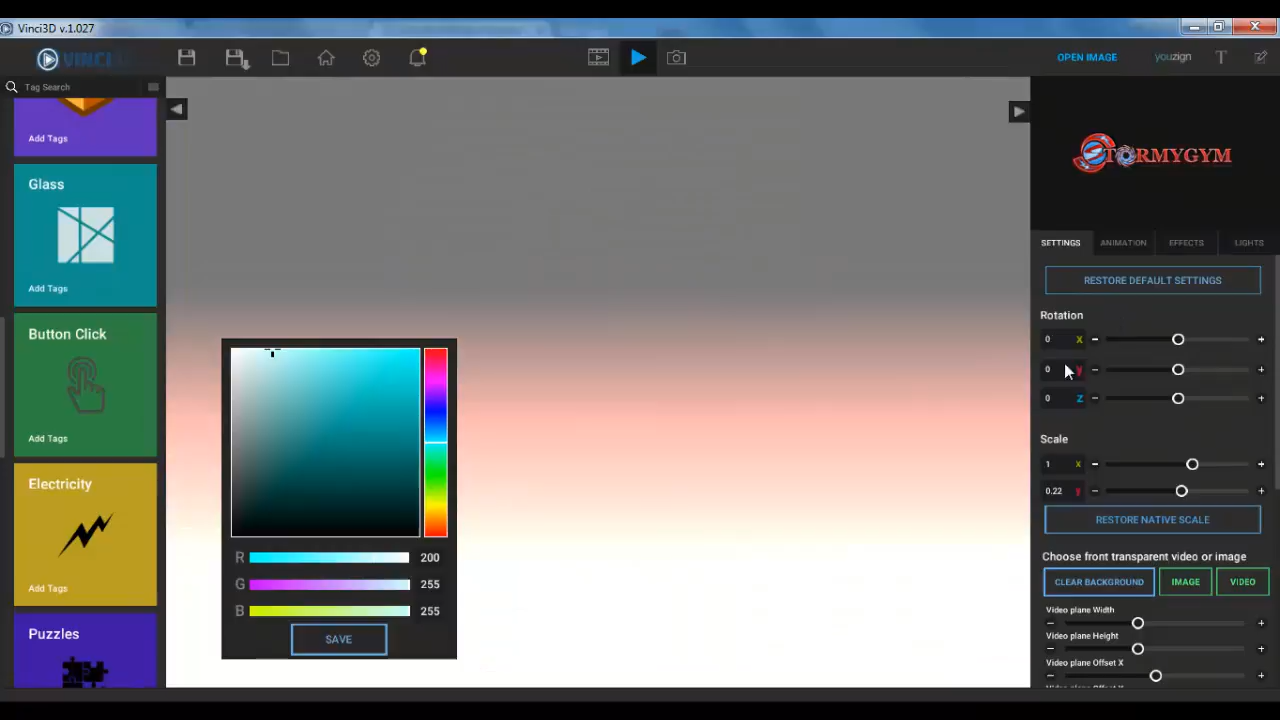 Vinci3D v.1.027
VINCI3D
OPEN IMAGE
youzign
T
Tag Search
Add Tags
Glass
Add Tags
Button Click
Add Tags
Electricity
Add Tags
Puzzles
R 200
G 255
B 255
SAVE
STORMYGYM
SETTINGS ANIMATION EFFECTS LIGHTS
RESTORE DEFAULT SETTINGS
Rotation
0 X - +
0 y - +
0 Z - +
Scale
1 x - +
0.22 y - +
RESTORE NATIVE SCALE
Choose front transparent video or image
CLEAR BACKGROUND IMAGE VIDEO
Video plane Width
- +
Video plane Height
- +
Video plane Offset X
- +